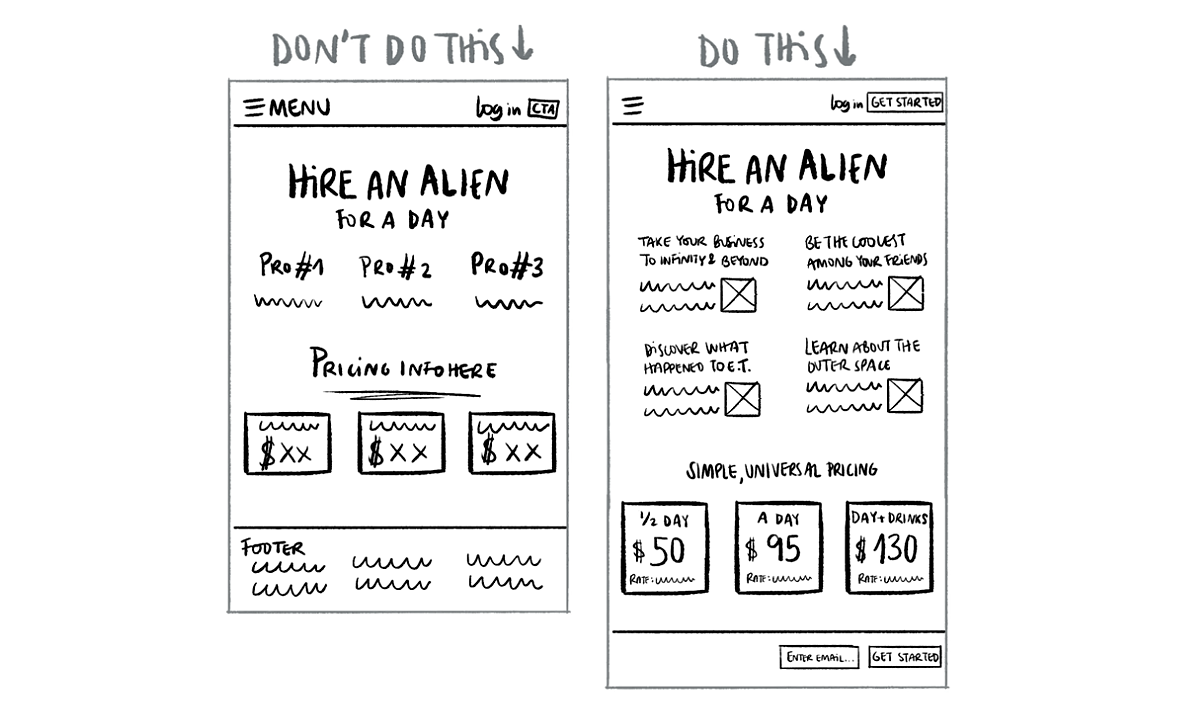 DON'T DO THIS↓
MENU
Log in
CTA
HIRE AN ALIEN
FOR A DAY
PRO#1
PRO#2
PRO#3
PRICING INFO HERE
$XX
$XX
$XX
FOOTER
DO THIS↓
Log in
GET STARTED
HIRE AN ALIEN
FOR A DAY
TAKE YOUR BUSINESS
TO INFINITY & BEYOND
BE THE COOLEST
AMONG YOUR FRIENDS
DISCOVER WHAT
HAPPENED TO E.T.
LEARN ABOUT THE
OUTER SPACE
SIMPLE, UNIVERSAL PRICING
1/2 DAY
$50
RATE:
A DAY
$95
RATE:
DAY+DRINKS
$130
RATE:
ENTER EMAIL...
GET STARTED